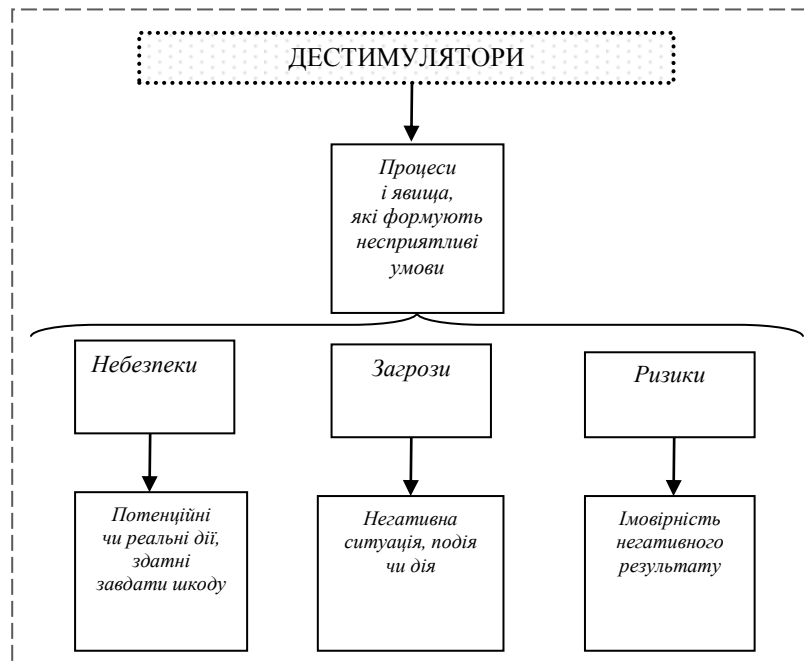 ДЕСТИМУЛЯТОРИ
Процеси
і явища,
які формують
несприятливі
умови
Небезпеки
Загрози
Ризики
Потенційні
чи реальні дії,
здатні
завдати шкоду
Негативна
ситуація, подія
чи дія
Імовірність
негативного
результату